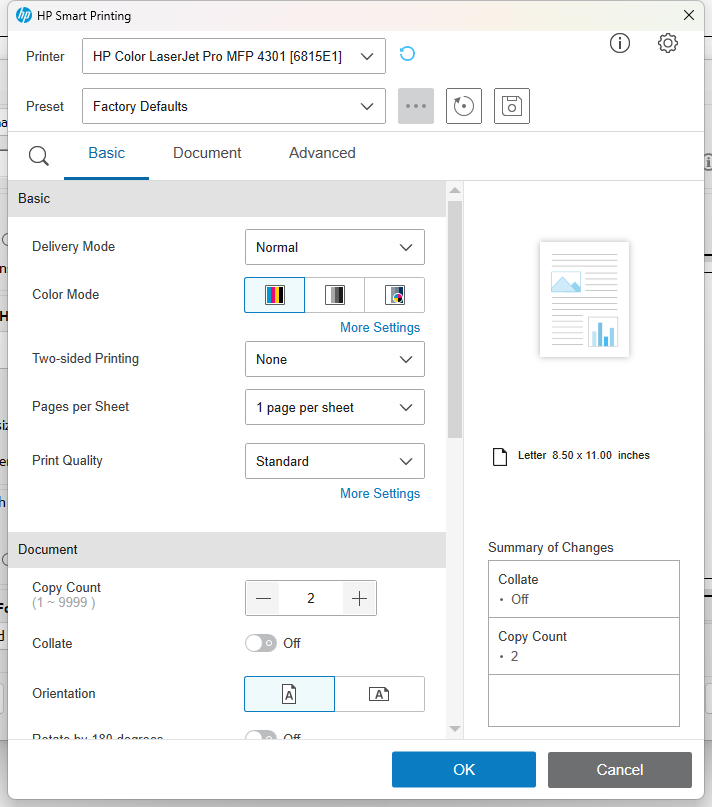 HP Smart Printing
Printer
HP Color LaserJet Pro MFP 4301 [6815E1]
Preset
Factory Defaults
Basic Document Advanced
Basic
Delivery Mode
Normal
Color Mode
More Settings
Two-sided Printing
None
Pages per Sheet
1 page per sheet
Print Quality
Standard
More Settings
Letter 8.50 x 11.00 inches
Document
Copy Count
(1 ~ 9999 )
2
Collate
Off
Orientation
A
A
Rotate by 180 degrees
Off
Summary of Changes
Collate
• Off
Copy Count
• 2
OK
Cancel